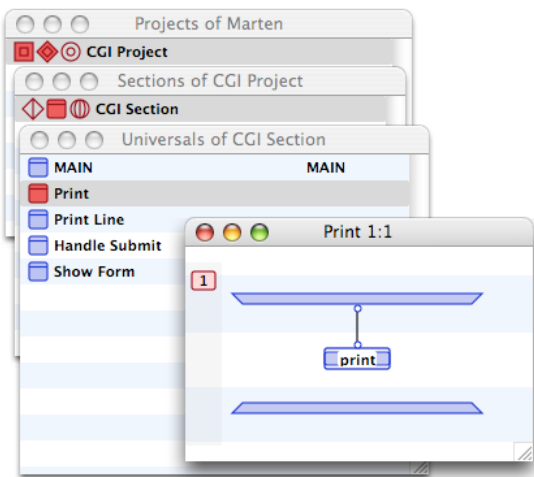 Projects of Marten
CGI Project
Sections of CGI Project
CGI Section
Universals of CGI Section
MAIN MAIN
Print
Print Line
Handle Submit
Show Form
Print 1:1
1
print